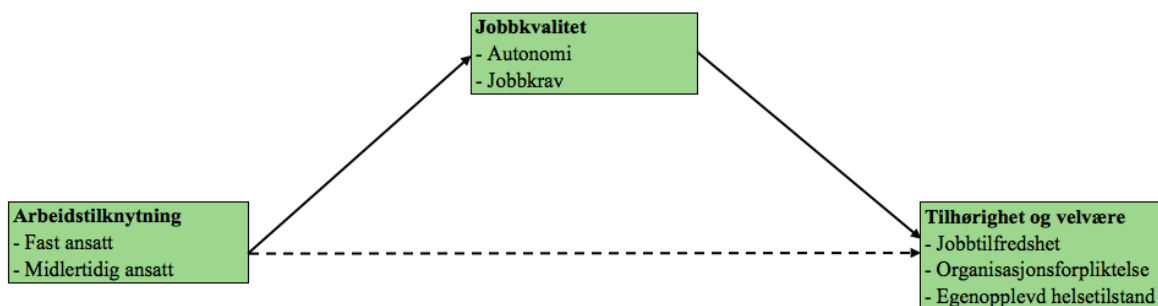 Jobbkvalitet
- Autonomi
- Jobbkrav
Arbeidstilknytning
- Fast ansatt
- Midlertidig ansatt
Tilhørighet og velvære
- Jobbtilfredshet
- Organisasjonsforpliktelse
- Egenopplevd helsetilstand